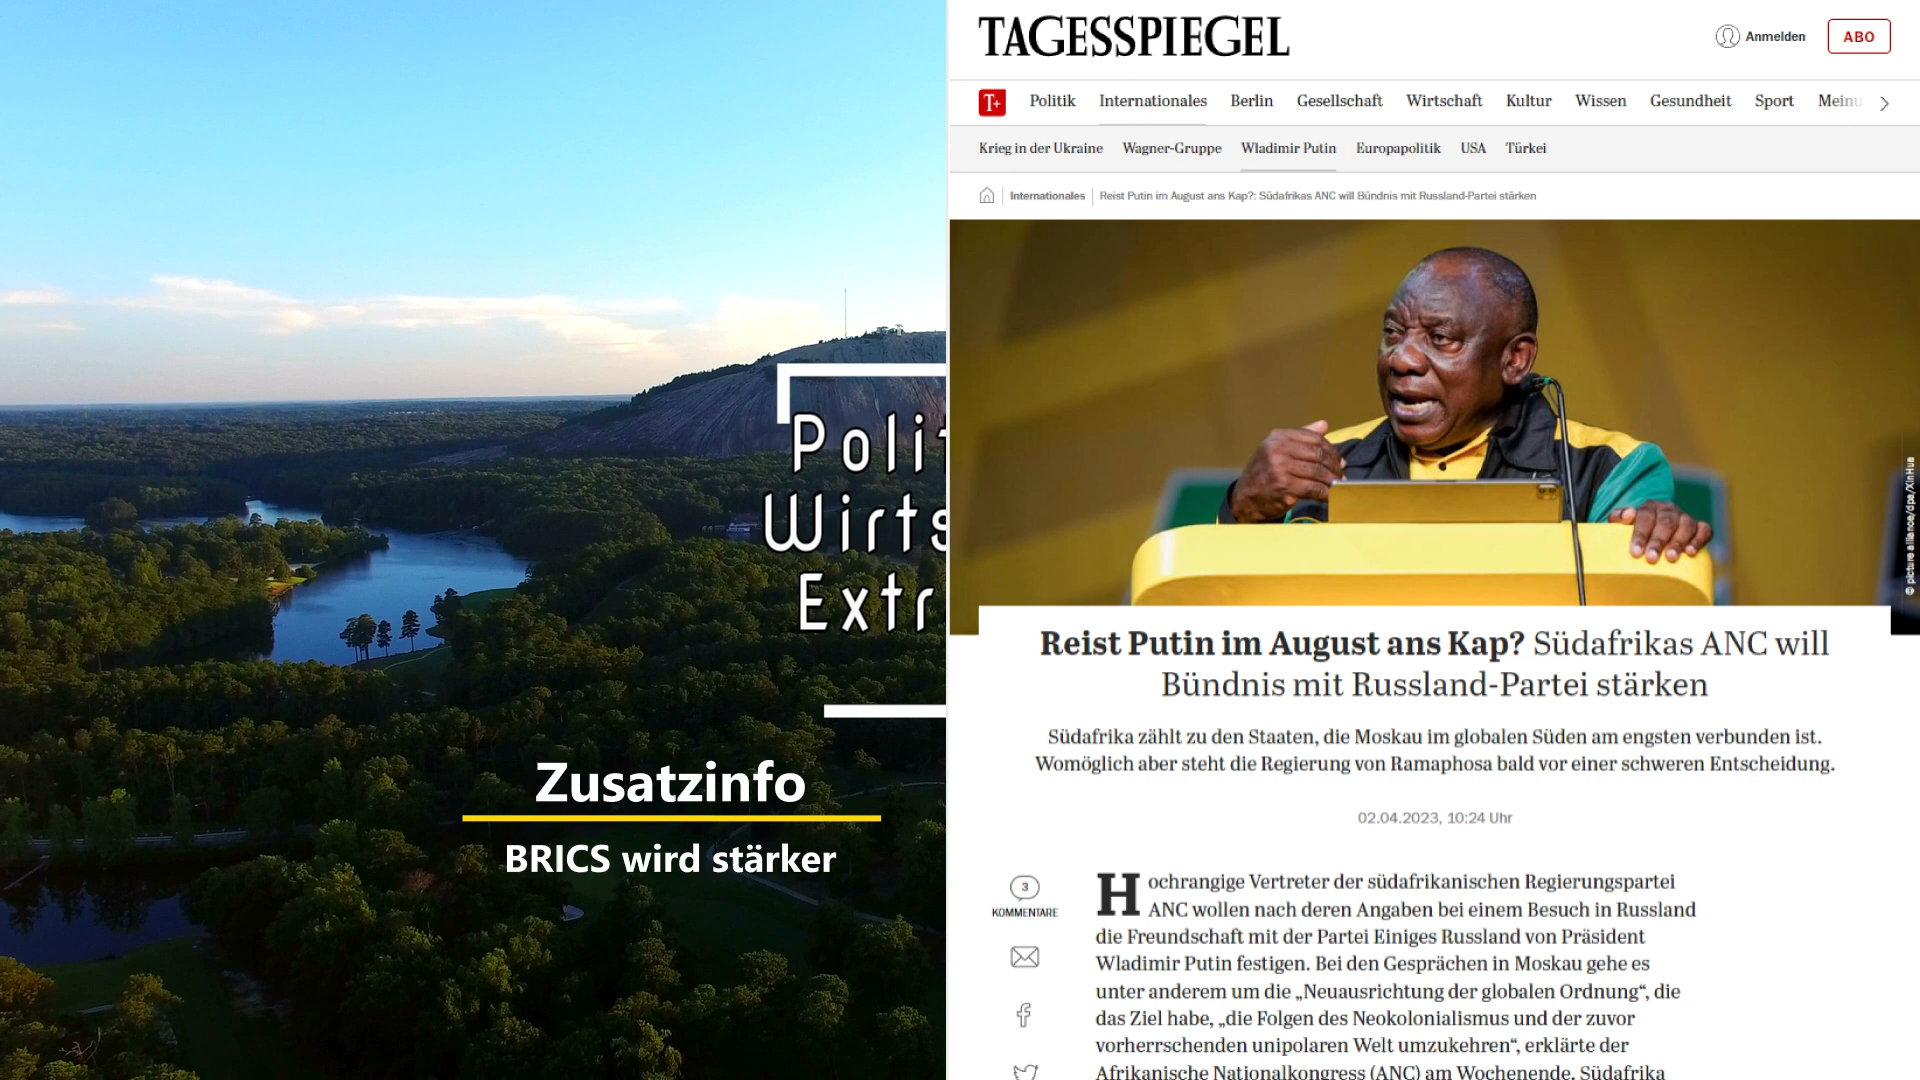 Polit
Wirts
Extr
Zusatzinfo
BRICS wird stärker
TAGESSPIEGEL
Anmelden
ABO
T+
Politik Internationales Berlin Gesellschaft Wirtschaft Kultur Wissen Gesundheit Sport Meinu
Krieg in der Ukraine Wagner-Gruppe Wladimir Putin Europapolitik USA Türkei
Internationales Reist Putin im August ans Kap?: Südafrikas ANC will Bündnis mit Russland-Partei stärken
© picture alliance/dpa/XinHua
Reist Putin im August ans Kap? Südafrikas ANC will
Bündnis mit Russland-Partei stärken
Südafrika zählt zu den Staaten, die Moskau im globalen Süden am engsten verbunden ist.
Womöglich aber steht die Regierung von Ramaphosa bald vor einer schweren Entscheidung.
02.04.2023, 10:24 Uhr
3
KOMMENTARE
Hochrangige Vertreter der südafrikanischen Regierungspartei
ANC wollen nach deren Angaben bei einem Besuch in Russland
die Freundschaft mit der Partei Einiges Russland von Präsident
Wladimir Putin festigen. Bei den Gesprächen in Moskau gehe es
unter anderem um die „Neuausrichtung der globalen Ordnung“, die
das Ziel habe, „die Folgen des Neokolonialismus und der zuvor
vorherrschenden unipolaren Welt umzukehren“, erklärte der
Afrikanische Nationalkongress (ANC) am Wochenende. Südafrika